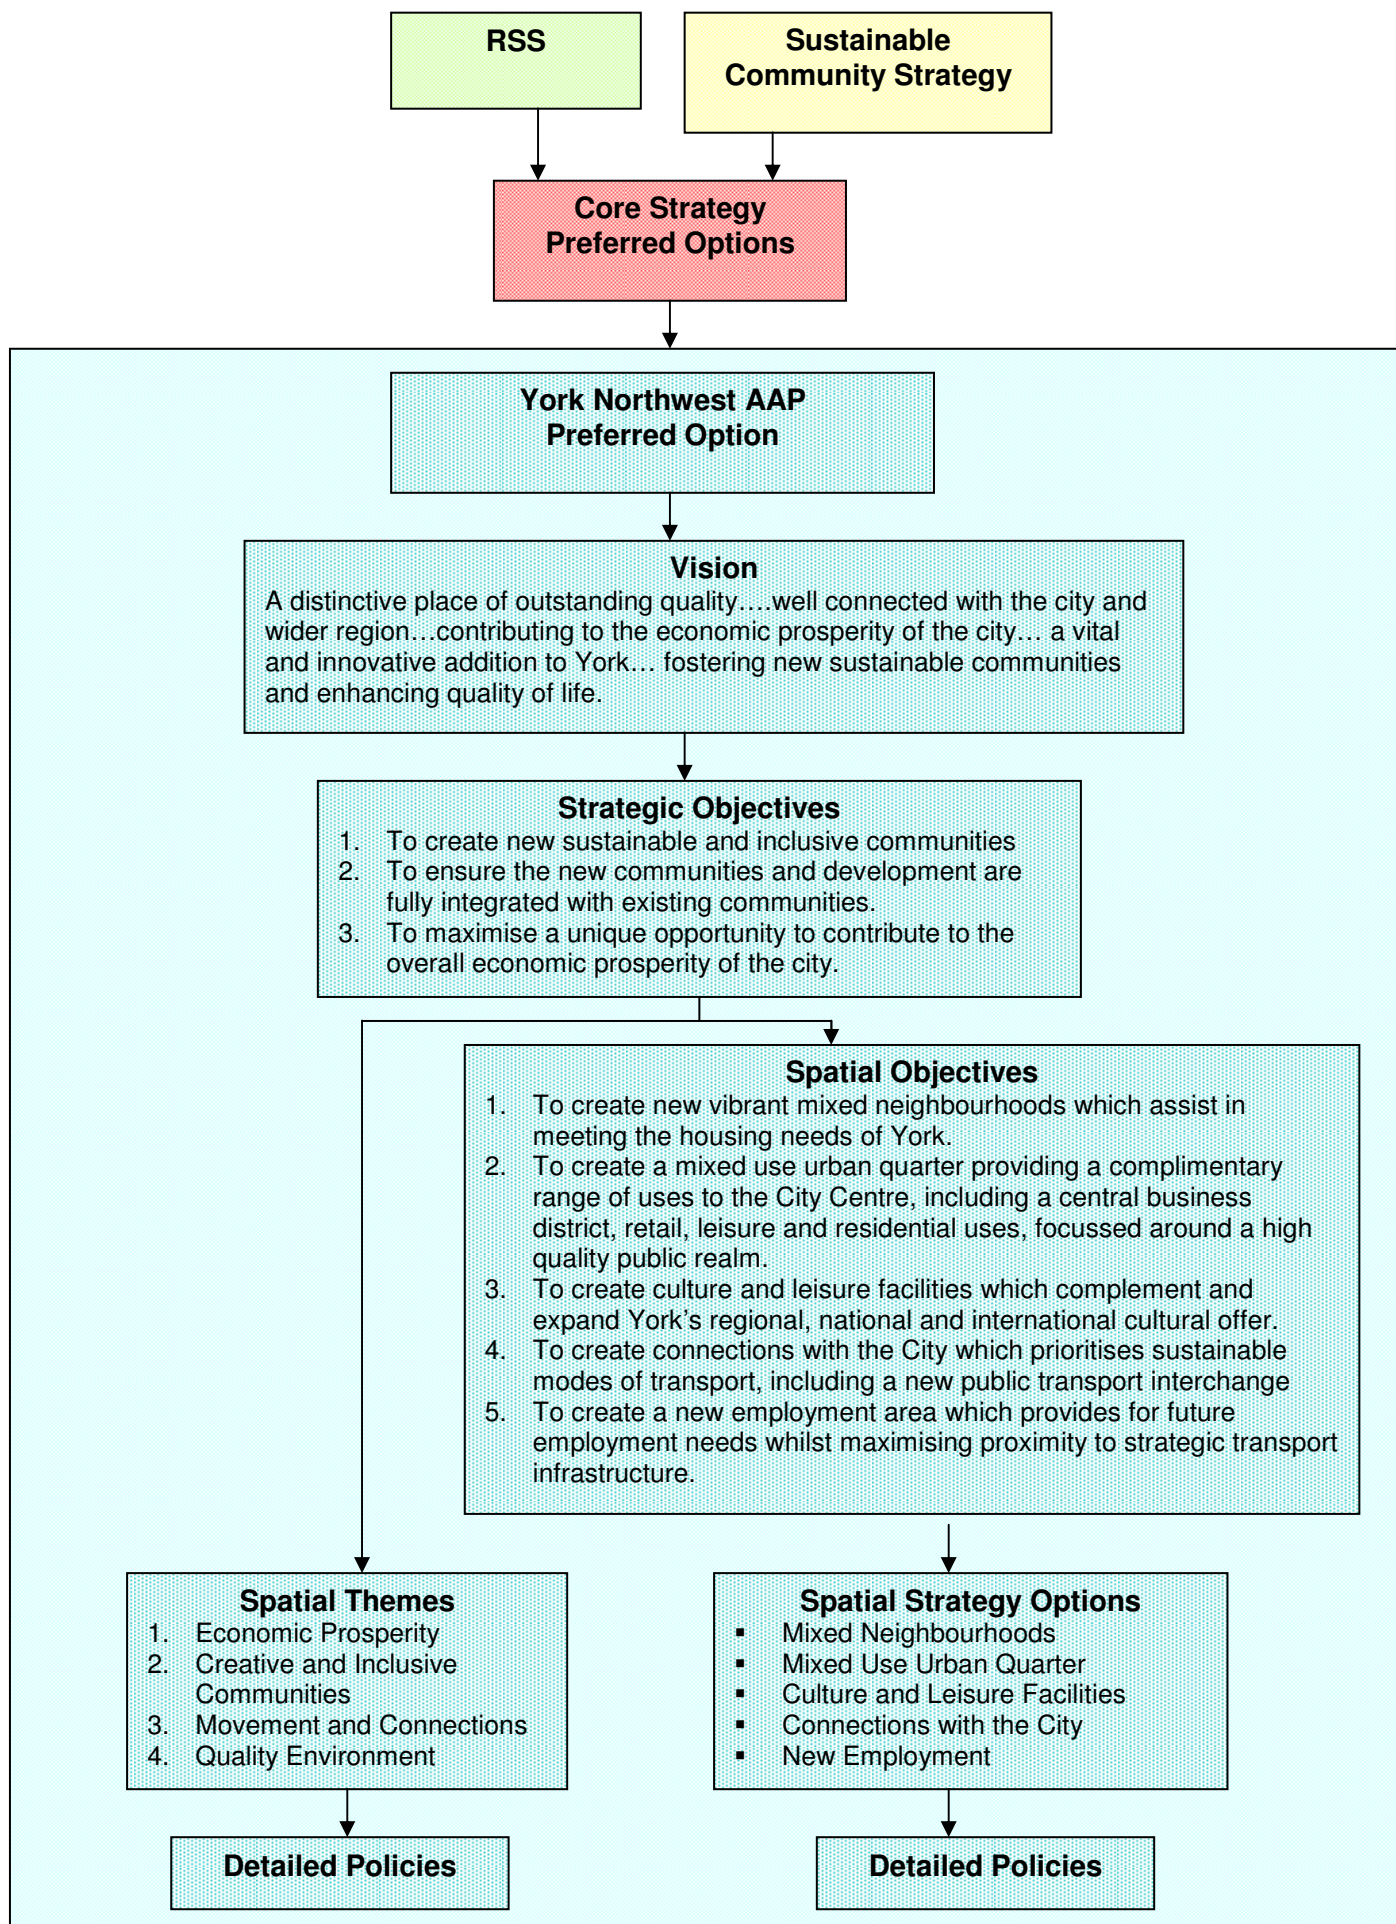 RSS
Sustainable
Community Strategy
Core Strategy
Preferred Options
York Northwest AAP
Preferred Option
Vision
A distinctive place of outstanding quality….well connected with the city and
wider region…contributing to the economic prosperity of the city… a vital
and innovative addition to York… fostering new sustainable communities
and enhancing quality of life.
Strategic Objectives
1. To create new sustainable and inclusive communities
2. To ensure the new communities and development are
fully integrated with existing communities.
3. To maximise a unique opportunity to contribute to the
overall economic prosperity of the city.
Spatial Objectives
1. To create new vibrant mixed neighbourhoods which assist in
meeting the housing needs of York.
2. To create a mixed use urban quarter providing a complimentary
range of uses to the City Centre, including a central business
district, retail, leisure and residential uses, focussed around a high
quality public realm.
3. To create culture and leisure facilities which complement and
expand York's regional, national and international cultural offer.
4. To create connections with the City which prioritises sustainable
modes of transport, including a new public transport interchange
5. To create a new employment area which provides for future
employment needs whilst maximising proximity to strategic transport
infrastructure.
Spatial Themes
1. Economic Prosperity
2. Creative and Inclusive
Communities
3. Movement and Connections
4. Quality Environment
Spatial Strategy Options
▪ Mixed Neighbourhoods
▪ Mixed Use Urban Quarter
▪ Culture and Leisure Facilities
▪ Connections with the City
▪ New Employment
Detailed Policies
Detailed Policies